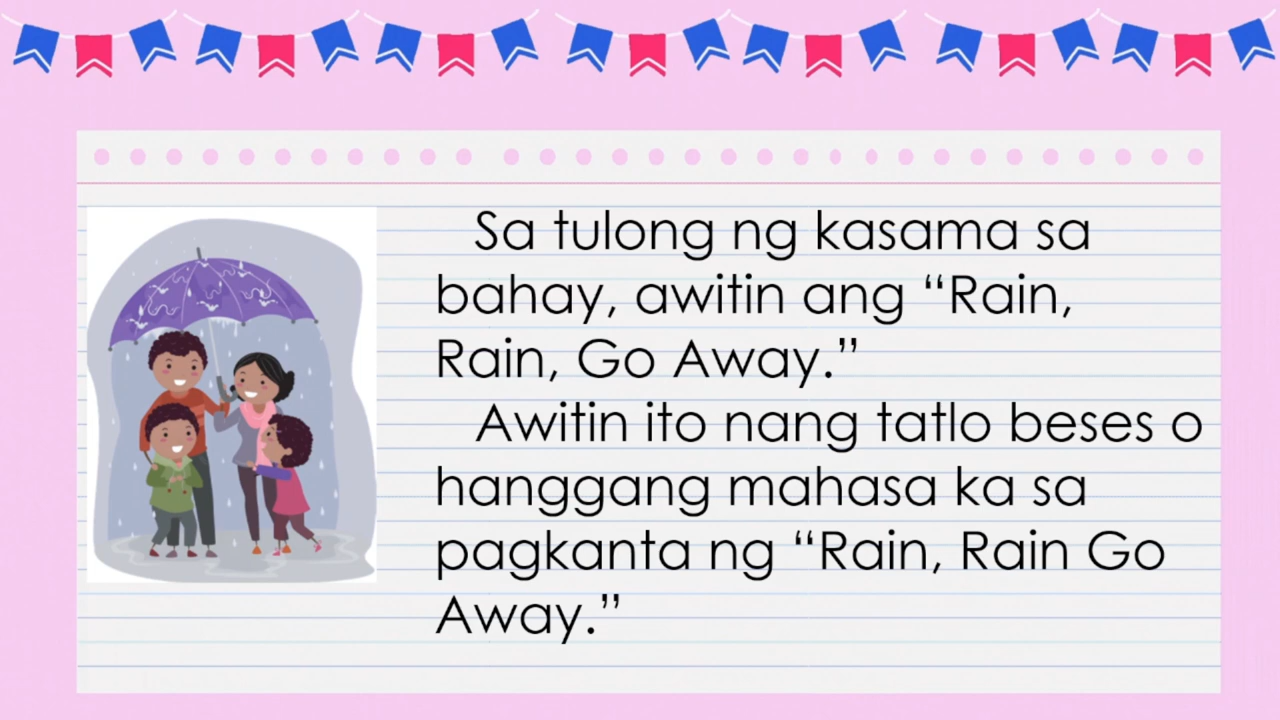 Sa tulong ng kasama sa
bahay, awitin ang “Rain,
Rain, Go Away.”
Awitin ito nang tatlo beses o
hanggang mahasa ka sa
pagkanta ng “Rain, Rain Go
Away.”